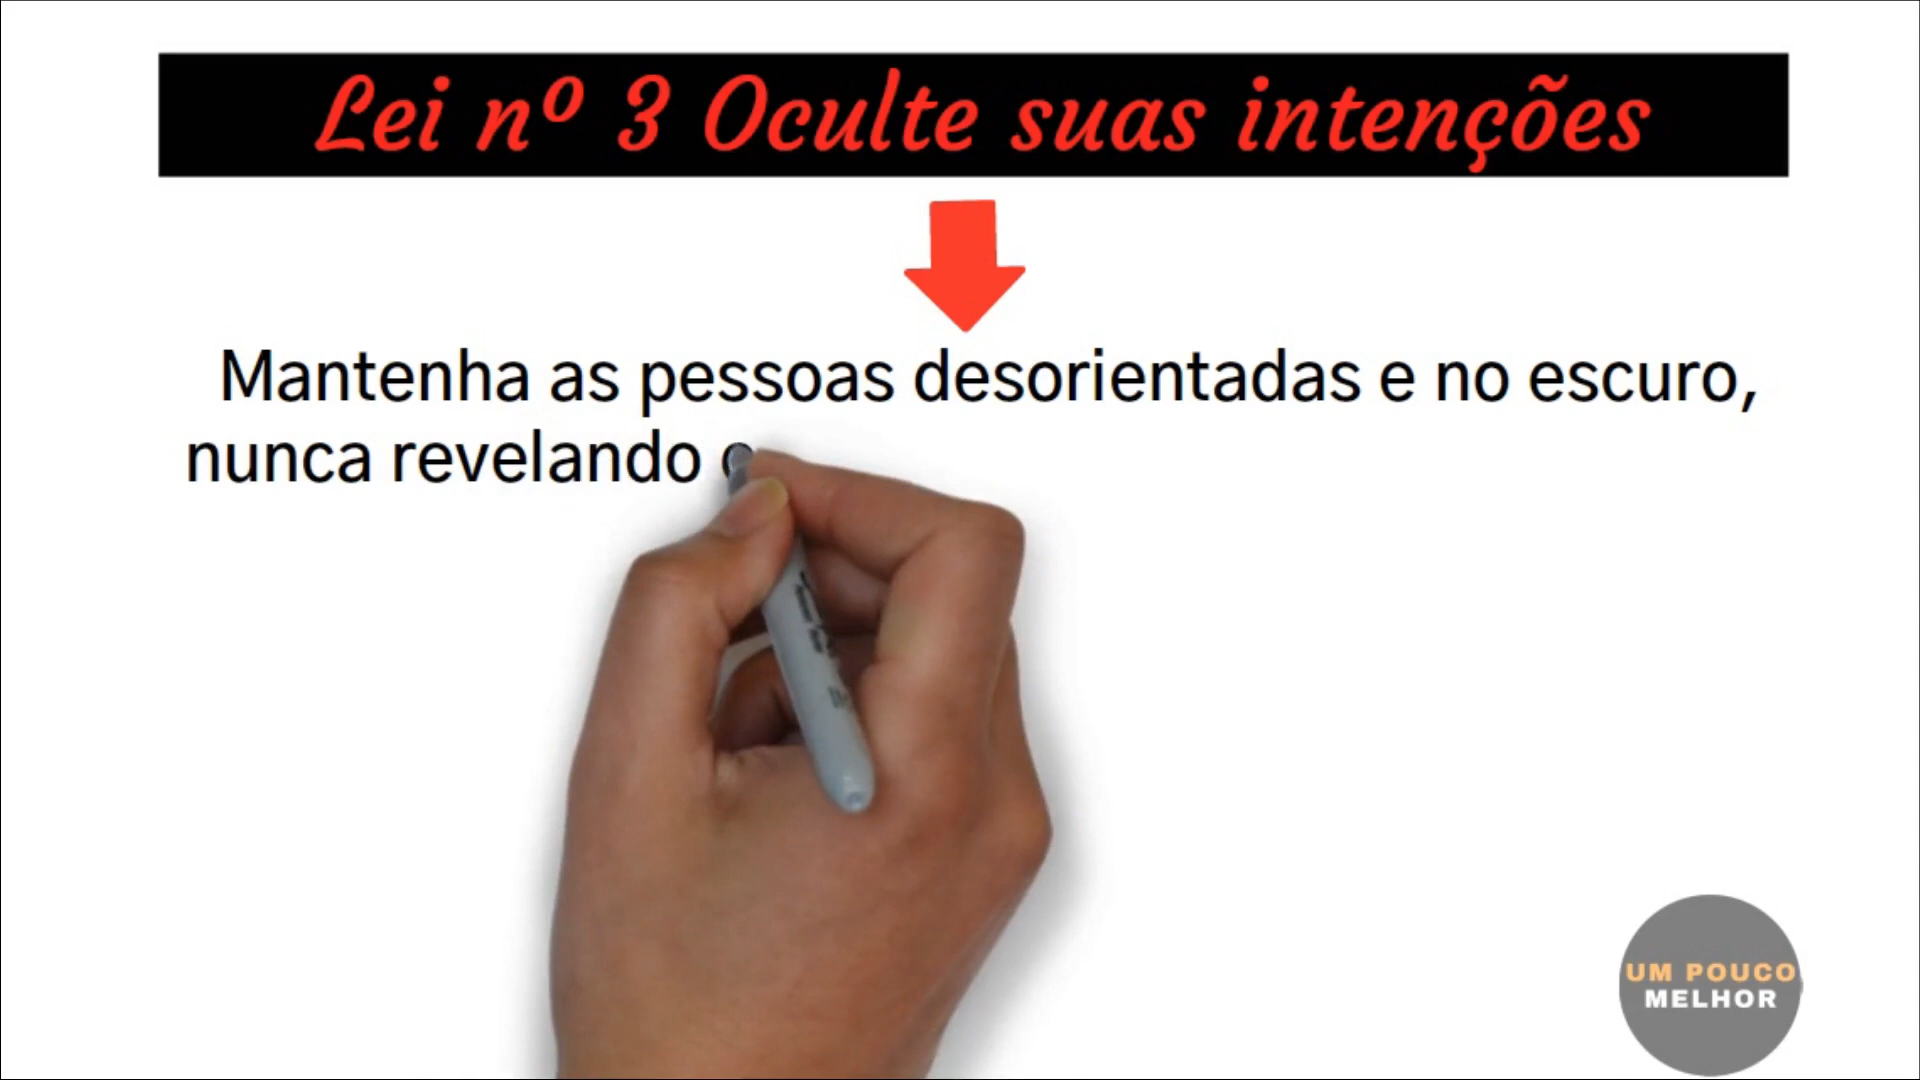 Lei nº 3 Oculte suas intenções
Mantenha as pessoas desorientadas e no escuro,
nunca revelando o
UM POUCO
MELHOR